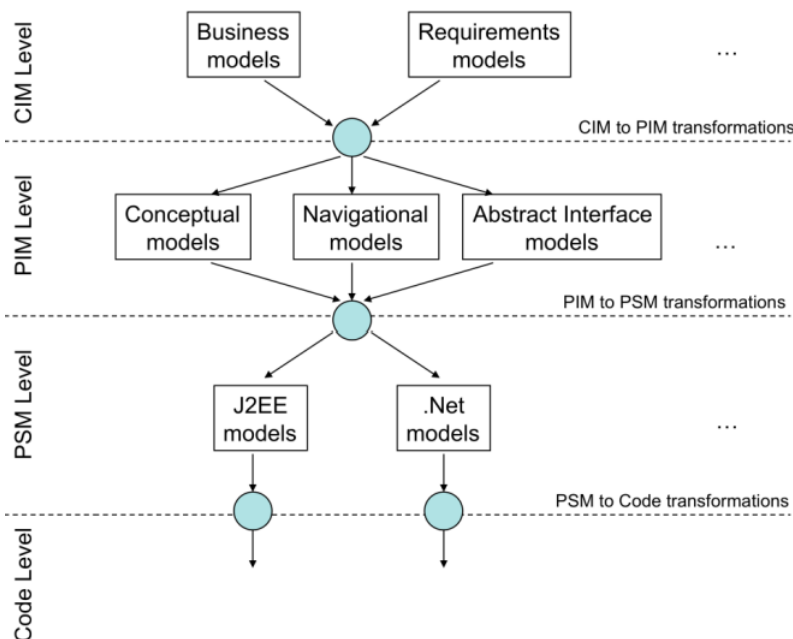 CIM Level
Business
models
Requirements
models
...
CIM to PIM transformations
PIM Level
Conceptual
models
Navigational
models
Abstract Interface
models
...
PIM to PSM transformations
PSM Level
J2EE
models
.Net
models
...
PSM to Code transformations
Code Level